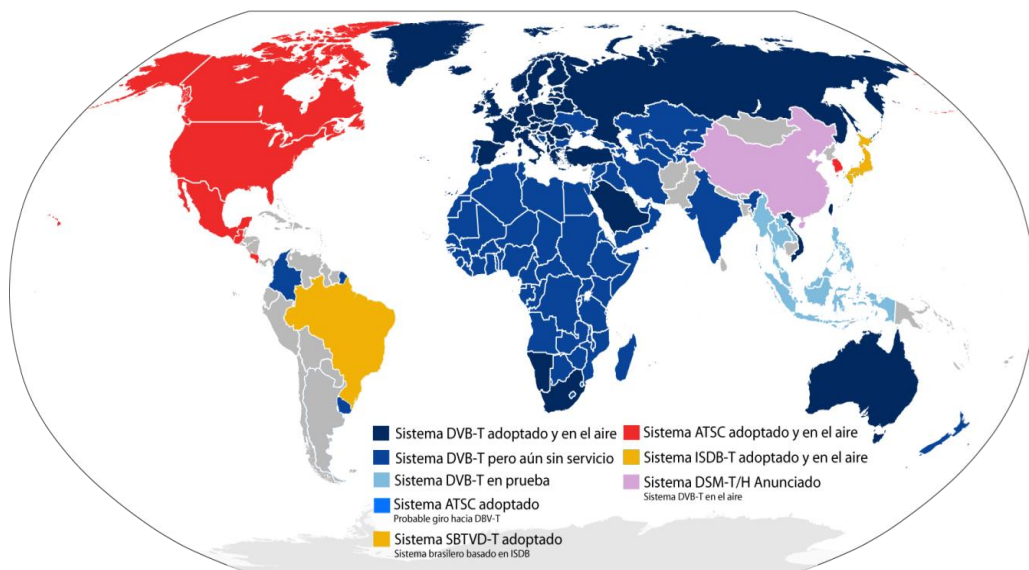 Sistema DVB-T adoptado y en el aire
Sistema DVB-T pero aún sin servicio
Sistema DVB-T en prueba
Sistema ATSC adoptado
Probable giro hacia DBV-T
Sistema SBTVD-T adoptado
Sistema brasilero basado en ISDB
Sistema ATSC adoptado y en el aire
Sistema ISDB-T adoptado y en el aire
Sistema DSM-T/H Anunciado
Sistema DVB-T en el aire